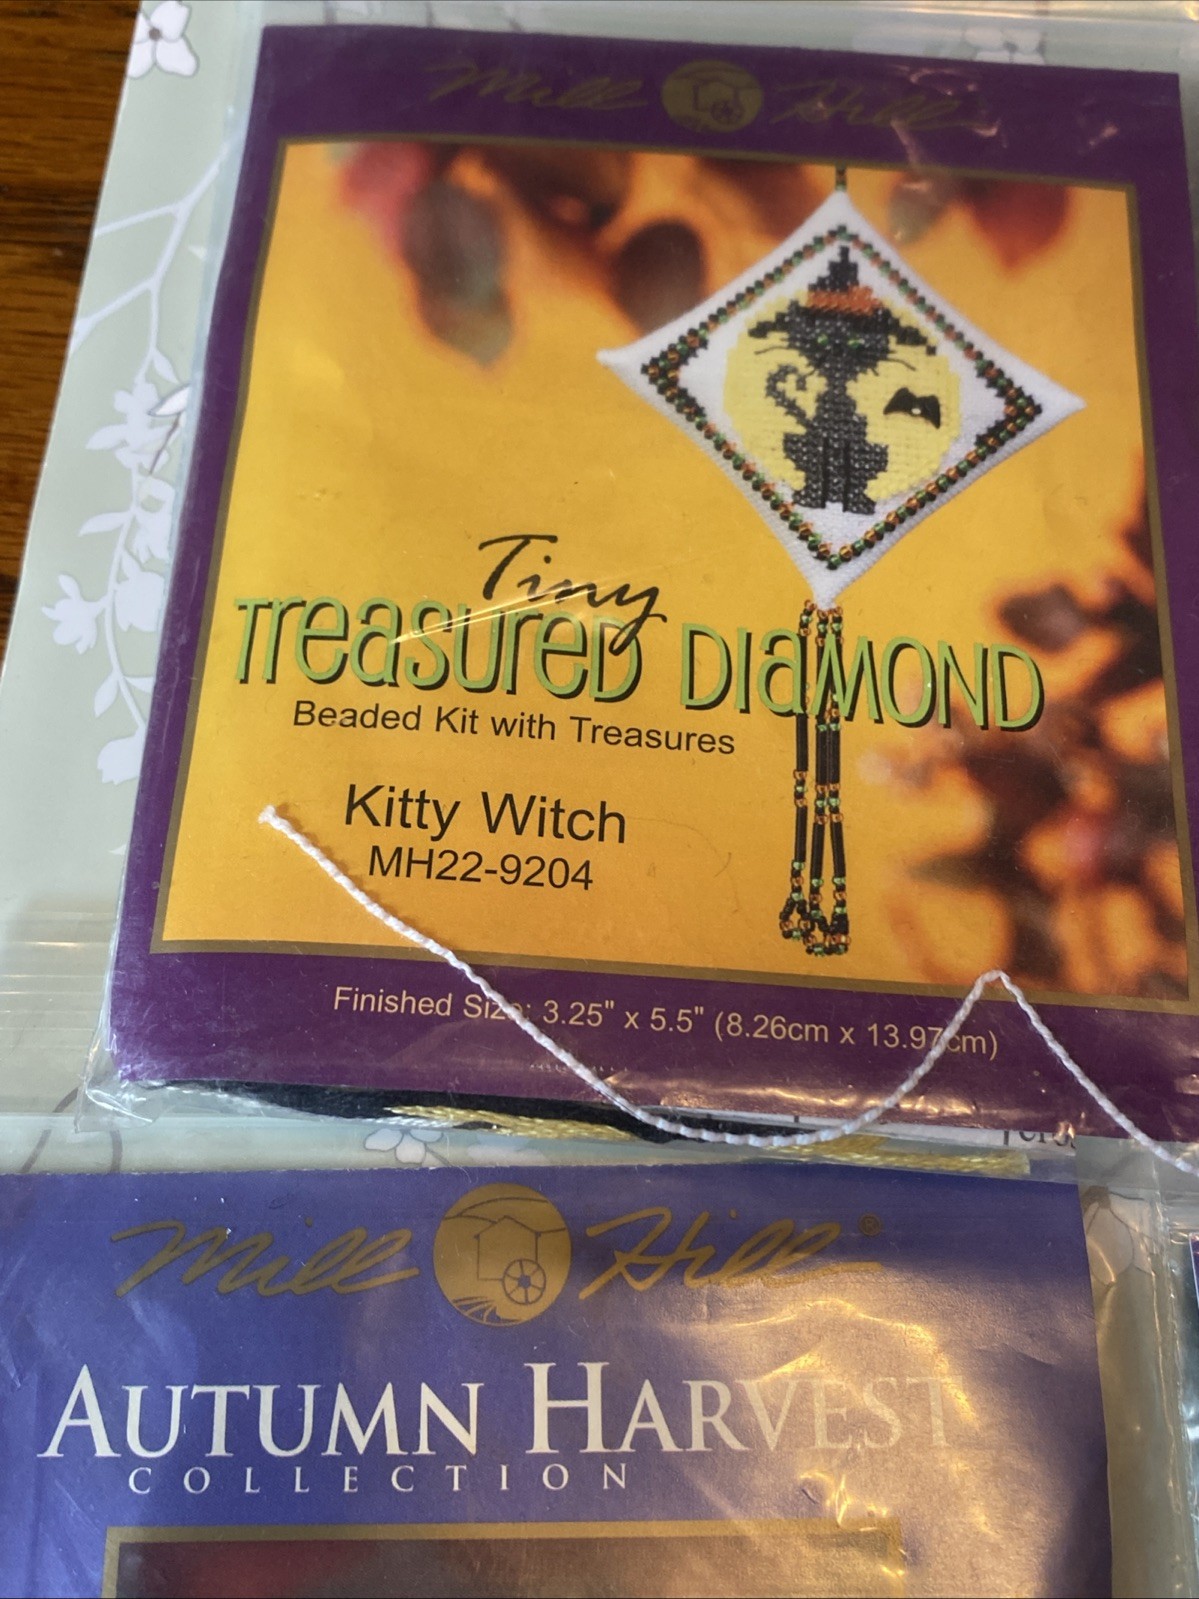 Mill Hill
Tiny
Treasured Diamond
Beaded Kit with Treasures
Kitty Witch
MH22-9204
Finished Size: 3.25" x 5.5" (8.26cm x 13.97cm)
Mill Hill®
AUTUMN HARVEST
COLLECTION